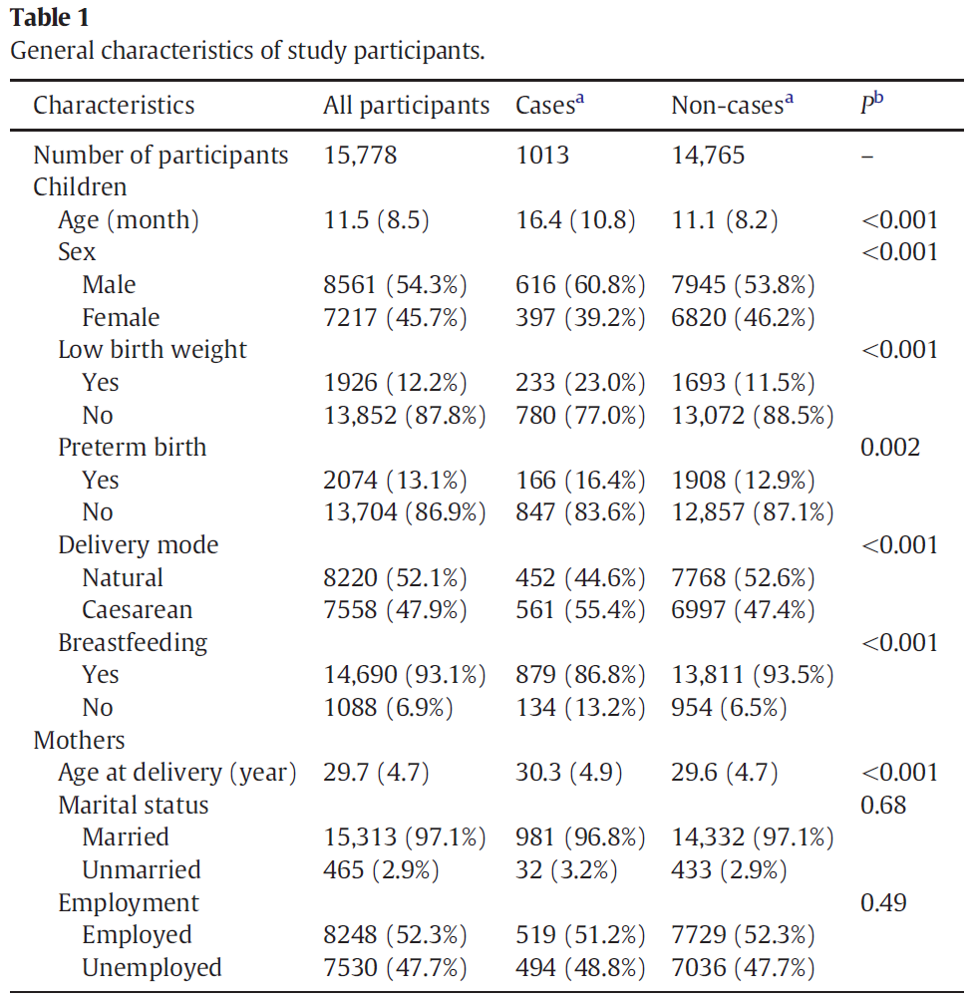 Table 1
General characteristics of study participants.
Characteristics All participants Casesa Non-casesa Pb
Number of participants 15,778 1013 14,765 –
Children
Age (month) 11.5 (8.5) 16.4 (10.8) 11.1 (8.2) <0.001
Sex <0.001
Male 8561 (54.3%) 616 (60.8%) 7945 (53.8%)
Female 7217 (45.7%) 397 (39.2%) 6820 (46.2%)
Low birth weight <0.001
Yes 1926 (12.2%) 233 (23.0%) 1693 (11.5%)
No 13,852 (87.8%) 780 (77.0%) 13,072 (88.5%)
Preterm birth 0.002
Yes 2074 (13.1%) 166 (16.4%) 1908 (12.9%)
No 13,704 (86.9%) 847 (83.6%) 12,857 (87.1%)
Delivery mode <0.001
Natural 8220 (52.1%) 452 (44.6%) 7768 (52.6%)
Caesarean 7558 (47.9%) 561 (55.4%) 6997 (47.4%)
Breastfeeding <0.001
Yes 14,690 (93.1%) 879 (86.8%) 13,811 (93.5%)
No 1088 (6.9%) 134 (13.2%) 954 (6.5%)
Mothers
Age at delivery (year) 29.7 (4.7) 30.3 (4.9) 29.6 (4.7) <0.001
Marital status 0.68
Married 15,313 (97.1%) 981 (96.8%) 14,332 (97.1%)
Unmarried 465 (2.9%) 32 (3.2%) 433 (2.9%)
Employment 0.49
Employed 8248 (52.3%) 519 (51.2%) 7729 (52.3%)
Unemployed 7530 (47.7%) 494 (48.8%) 7036 (47.7%)